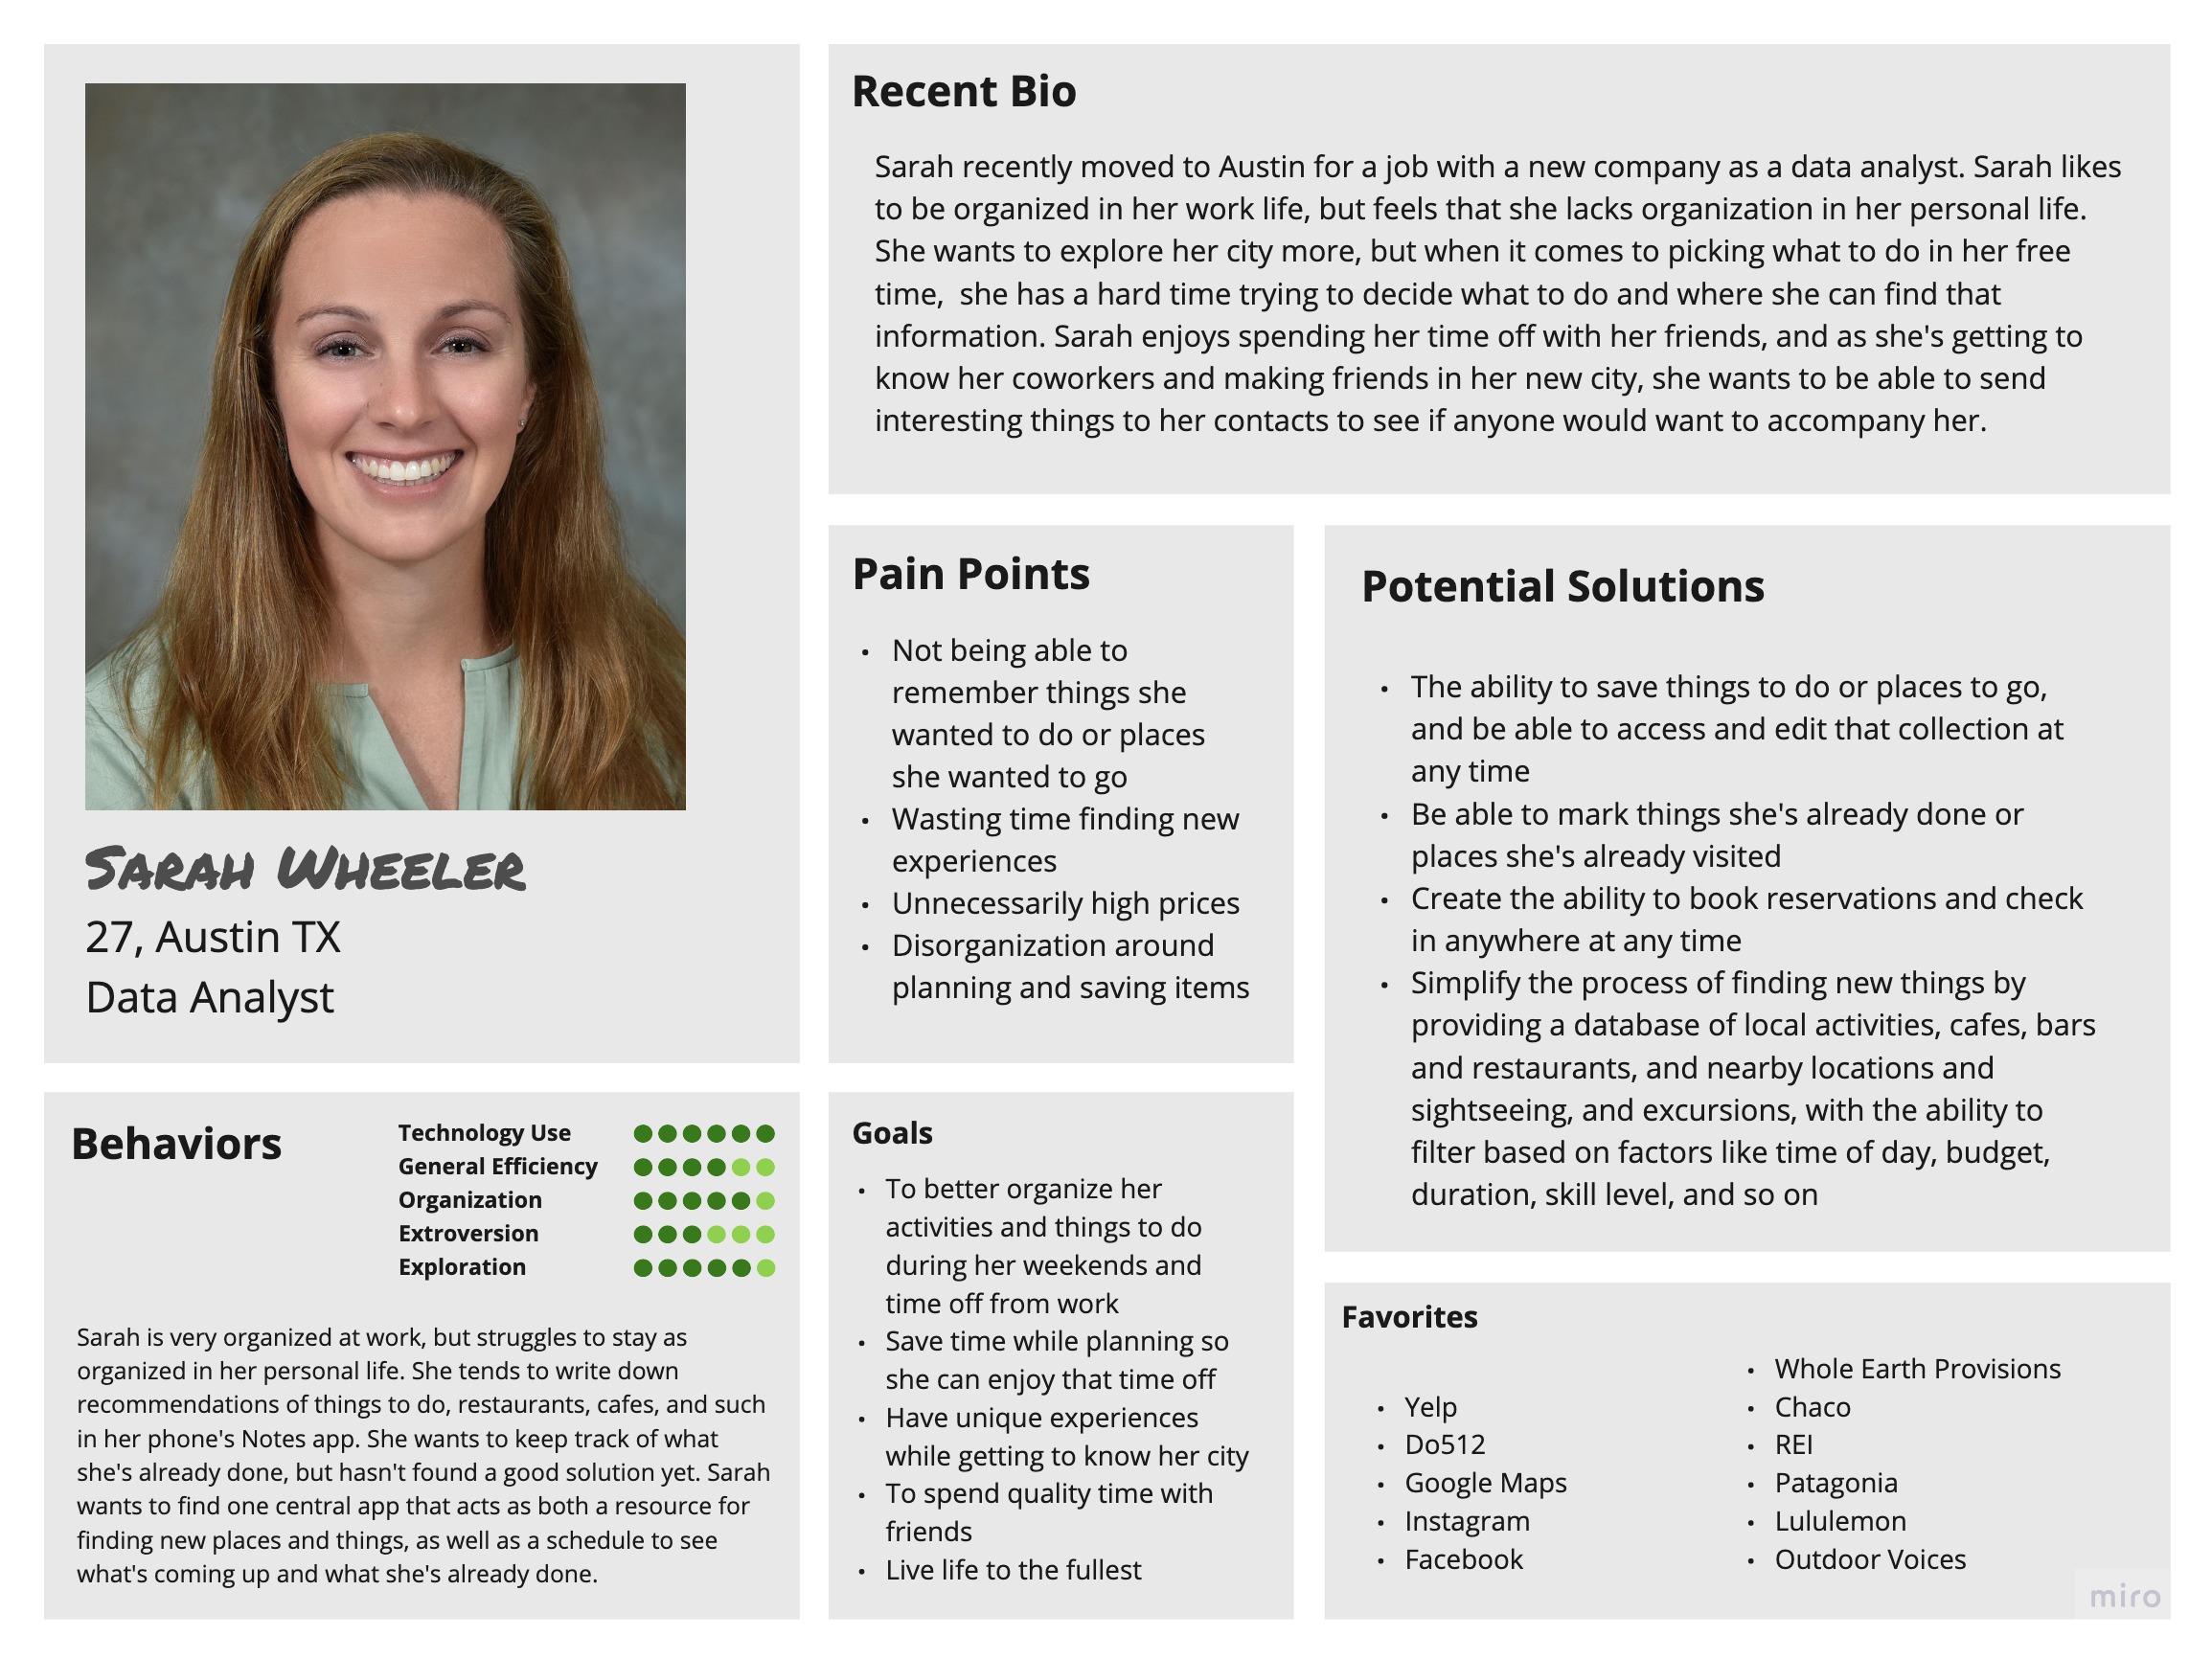 Sarah Wheeler
27, Austin TX
Data Analyst
Recent Bio
Sarah recently moved to Austin for a job with a new company as a data analyst. Sarah likes
to be organized in her work life, but feels that she lacks organization in her personal life.
She wants to explore her city more, but when it comes to picking what to do in her free
time,  she has a hard time trying to decide what to do and where she can find that
information. Sarah enjoys spending her time off with her friends, and as she's getting to
know her coworkers and making friends in her new city, she wants to be able to send
interesting things to her contacts to see if anyone would want to accompany her.
Pain Points
• Not being able to
remember things she
wanted to do or places
she wanted to go
• Wasting time finding new
experiences
• Unnecessarily high prices
• Disorganization around
planning and saving items
Potential Solutions
• The ability to save things to do or places to go,
and be able to access and edit that collection at
any time
• Be able to mark things she's already done or
places she's already visited
• Create the ability to book reservations and check
in anywhere at any time
• Simplify the process of finding new things by
providing a database of local activities, cafes, bars
and restaurants, and nearby locations and
sightseeing, and excursions, with the ability to
filter based on factors like time of day, budget,
duration, skill level, and so on
Behaviors
Technology Use
General Efficiency
Organization
Extroversion
Exploration
Sarah is very organized at work, but struggles to stay as
organized in her personal life. She tends to write down
recommendations of things to do, restaurants, cafes, and such
in her phone's Notes app. She wants to keep track of what
she's already done, but hasn't found a good solution yet. Sarah
wants to find one central app that acts as both a resource for
finding new places and things, as well as a schedule to see
what's coming up and what she's already done.
Goals
• To better organize her
activities and things to do
during her weekends and
time off from work
• Save time while planning so
she can enjoy that time off
• Have unique experiences
while getting to know her city
• To spend quality time with
friends
• Live life to the fullest
Favorites
• Yelp
• Do512
• Google Maps
• Instagram
• Facebook
• Whole Earth Provisions
• Chaco
• REI
• Patagonia
• Lululemon
• Outdoor Voices
miro